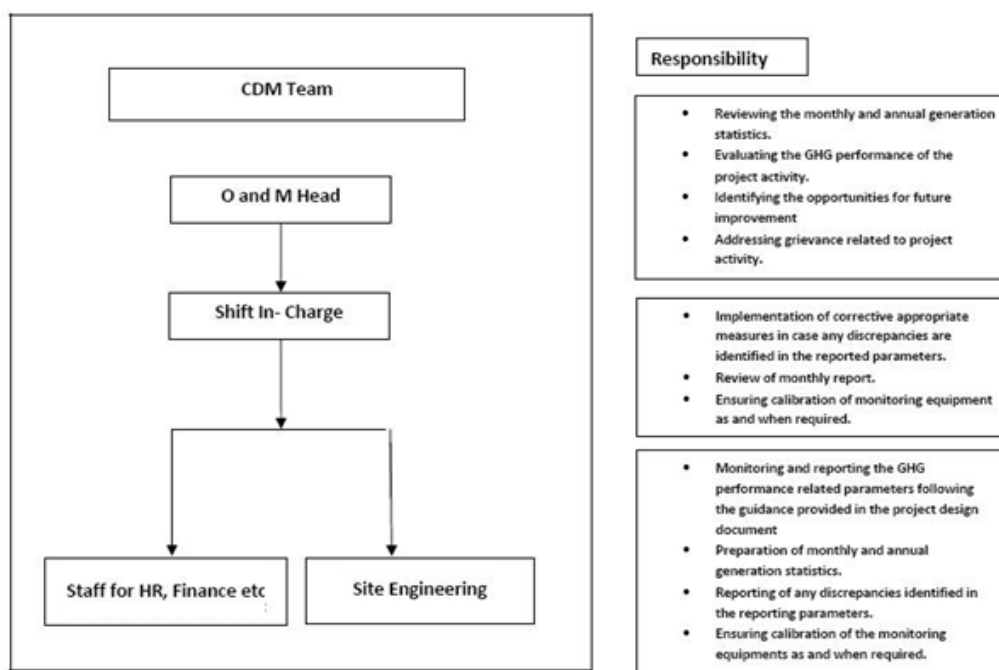 CDM Team
O and M Head
Shift In- Charge
Staff for HR, Finance etc
:
Site Engineering
Responsibility
• Reviewing the monthly and annual generation
statistics.
• Evaluating the GHG performance of the
project activity.
• Identifying the opportunities for future
improvement
• Addressing grievance related to project
activity.
• Implementation of corrective appropriate
measures in case any discrepancies are
identified in the reported parameters.
• Review of monthly report.
• Ensuring calibration of monitoring equipment
as and when required.
• Monitoring and reporting the GHG
performance related parameters following
the guidance provided in the project design
document
• Preparation of monthly and annual
generation statistics.
• Reporting of any discrepancies identified in
the reporting parameters.
• Ensuring calibration of the monitoring
equipments as and when required.